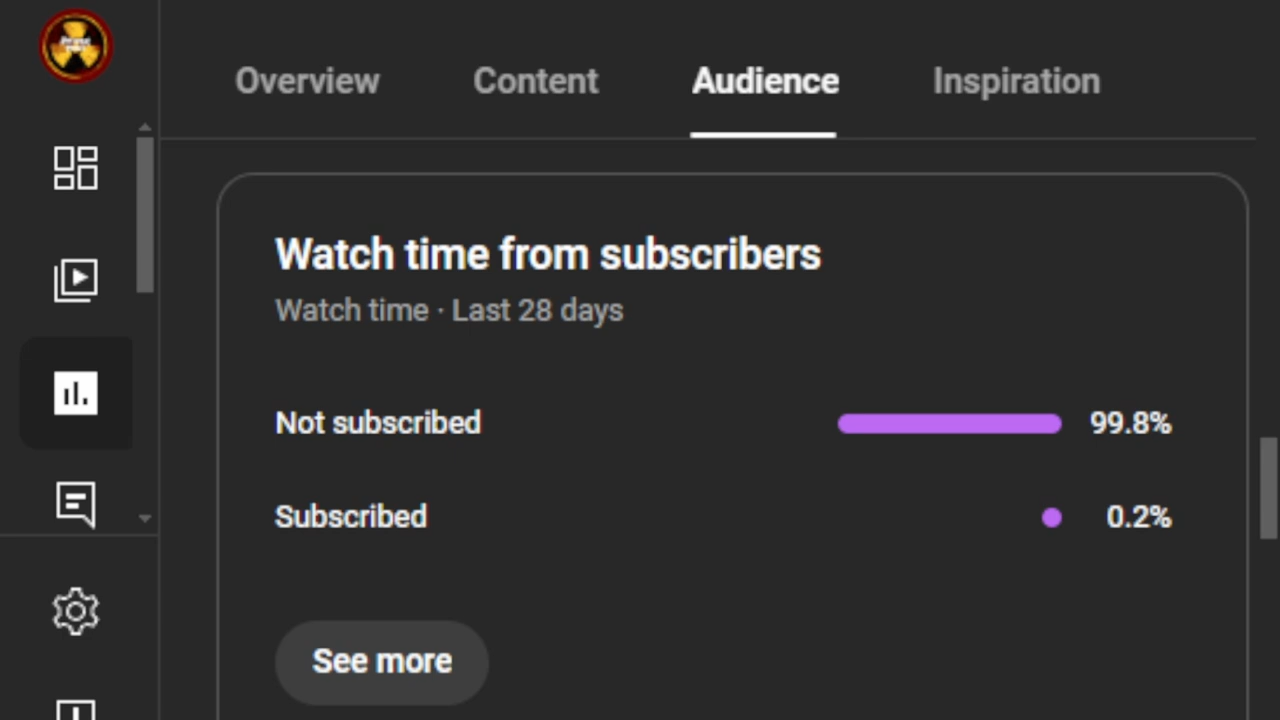 Overview Content Audience Inspiration
Watch time from subscribers
Watch time · Last 28 days
Not subscribed 99.8%
Subscribed 0.2%
See more